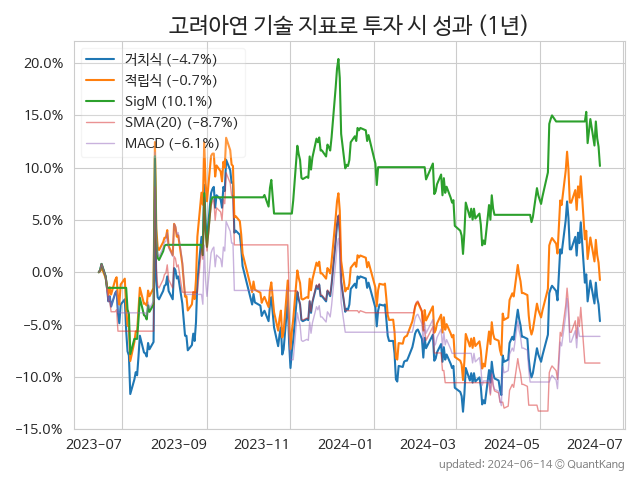 고려아연 기술 지표로 투자 시 성과 (1년)
거치식 (−4.7%)
적립식 (−0.7%)
SigM (10.1%)
SMA(20) (−8.7%)
MACD (−6.1%)
20.0%
15.0%
10.0%
5.0%
0.0%
−5.0%
−10.0%
−15.0%
2023-07 2023-09 2023-11 2024-01 2024-03 2024-05 2024-07
updated: 2024-06-14 © QuantKang